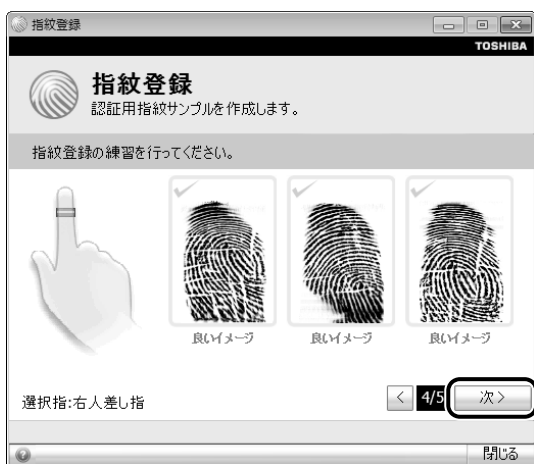 指紋登録
TOSHIBA
指紋登録
認証用指紋サンプルを作成します。
指紋登録の練習を行ってください。
良いイメージ
良いイメージ
良いイメージ
選択指:右人差し指
< 4/5 次 >
? 閉じる